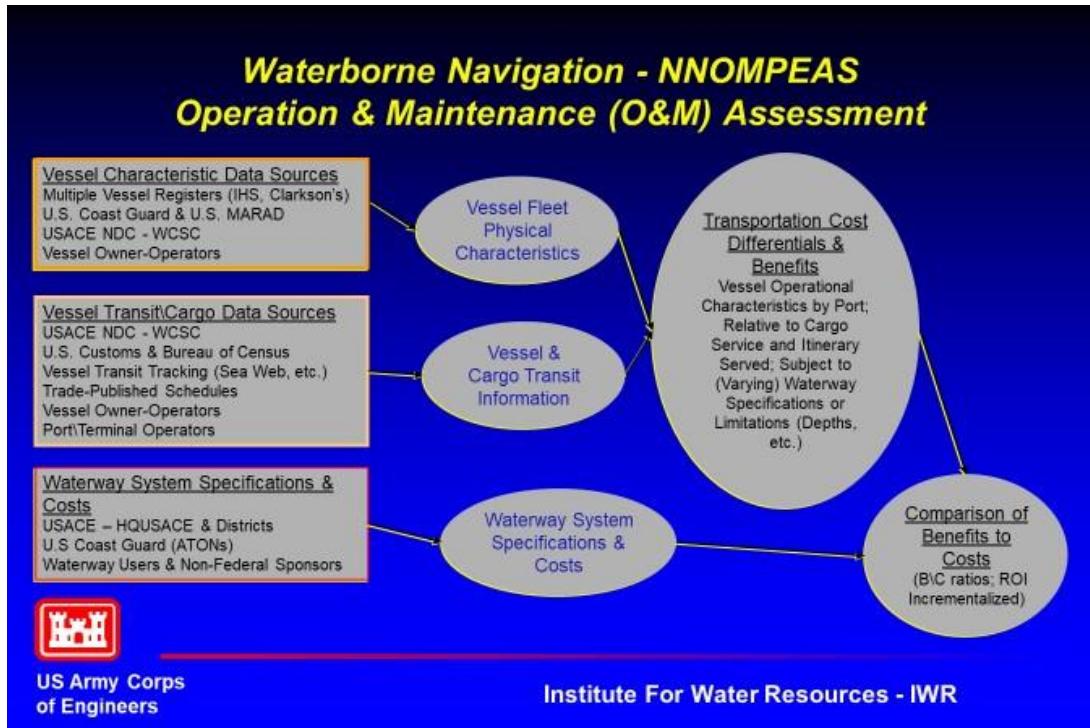 Waterborne Navigation - NNOMPEAS
Operation & Maintenance (O&M) Assessment
Vessel Characteristic Data Sources
Multiple Vessel Registers (IHS, Clarkson's)
U.S. Coast Guard & U.S. MARAD
USACE NDC - WCSC
Vessel Owner-Operators
Vessel Fleet
Physical
Characteristics
Transportation Cost
Differentials &
Benefits
Vessel Operational
Characteristics by Port;
Relative to Cargo
Service and Itinerary
Served; Subject to
(Varying) Waterway
Specifications or
Limitations (Depths,
etc.)
Vessel Transit\Cargo Data Sources
USACE NDC - WCSC
U.S. Customs & Bureau of Census
Vessel Transit Tracking (Sea Web, etc.)
Trade-Published Schedules
Vessel Owner-Operators
Port\Terminal Operators
Vessel &
Cargo Transit
Information
Waterway System Specifications &
Costs
USACE – HQUSACE & Districts
U.S Coast Guard (ATONs)
Waterway Users & Non-Federal Sponsors
Waterway System
Specifications &
Costs
Comparison of
Benefits to
Costs
(B\C ratios; ROI
Incrementalized)
US Army Corps
of Engineers
Institute For Water Resources - IWR